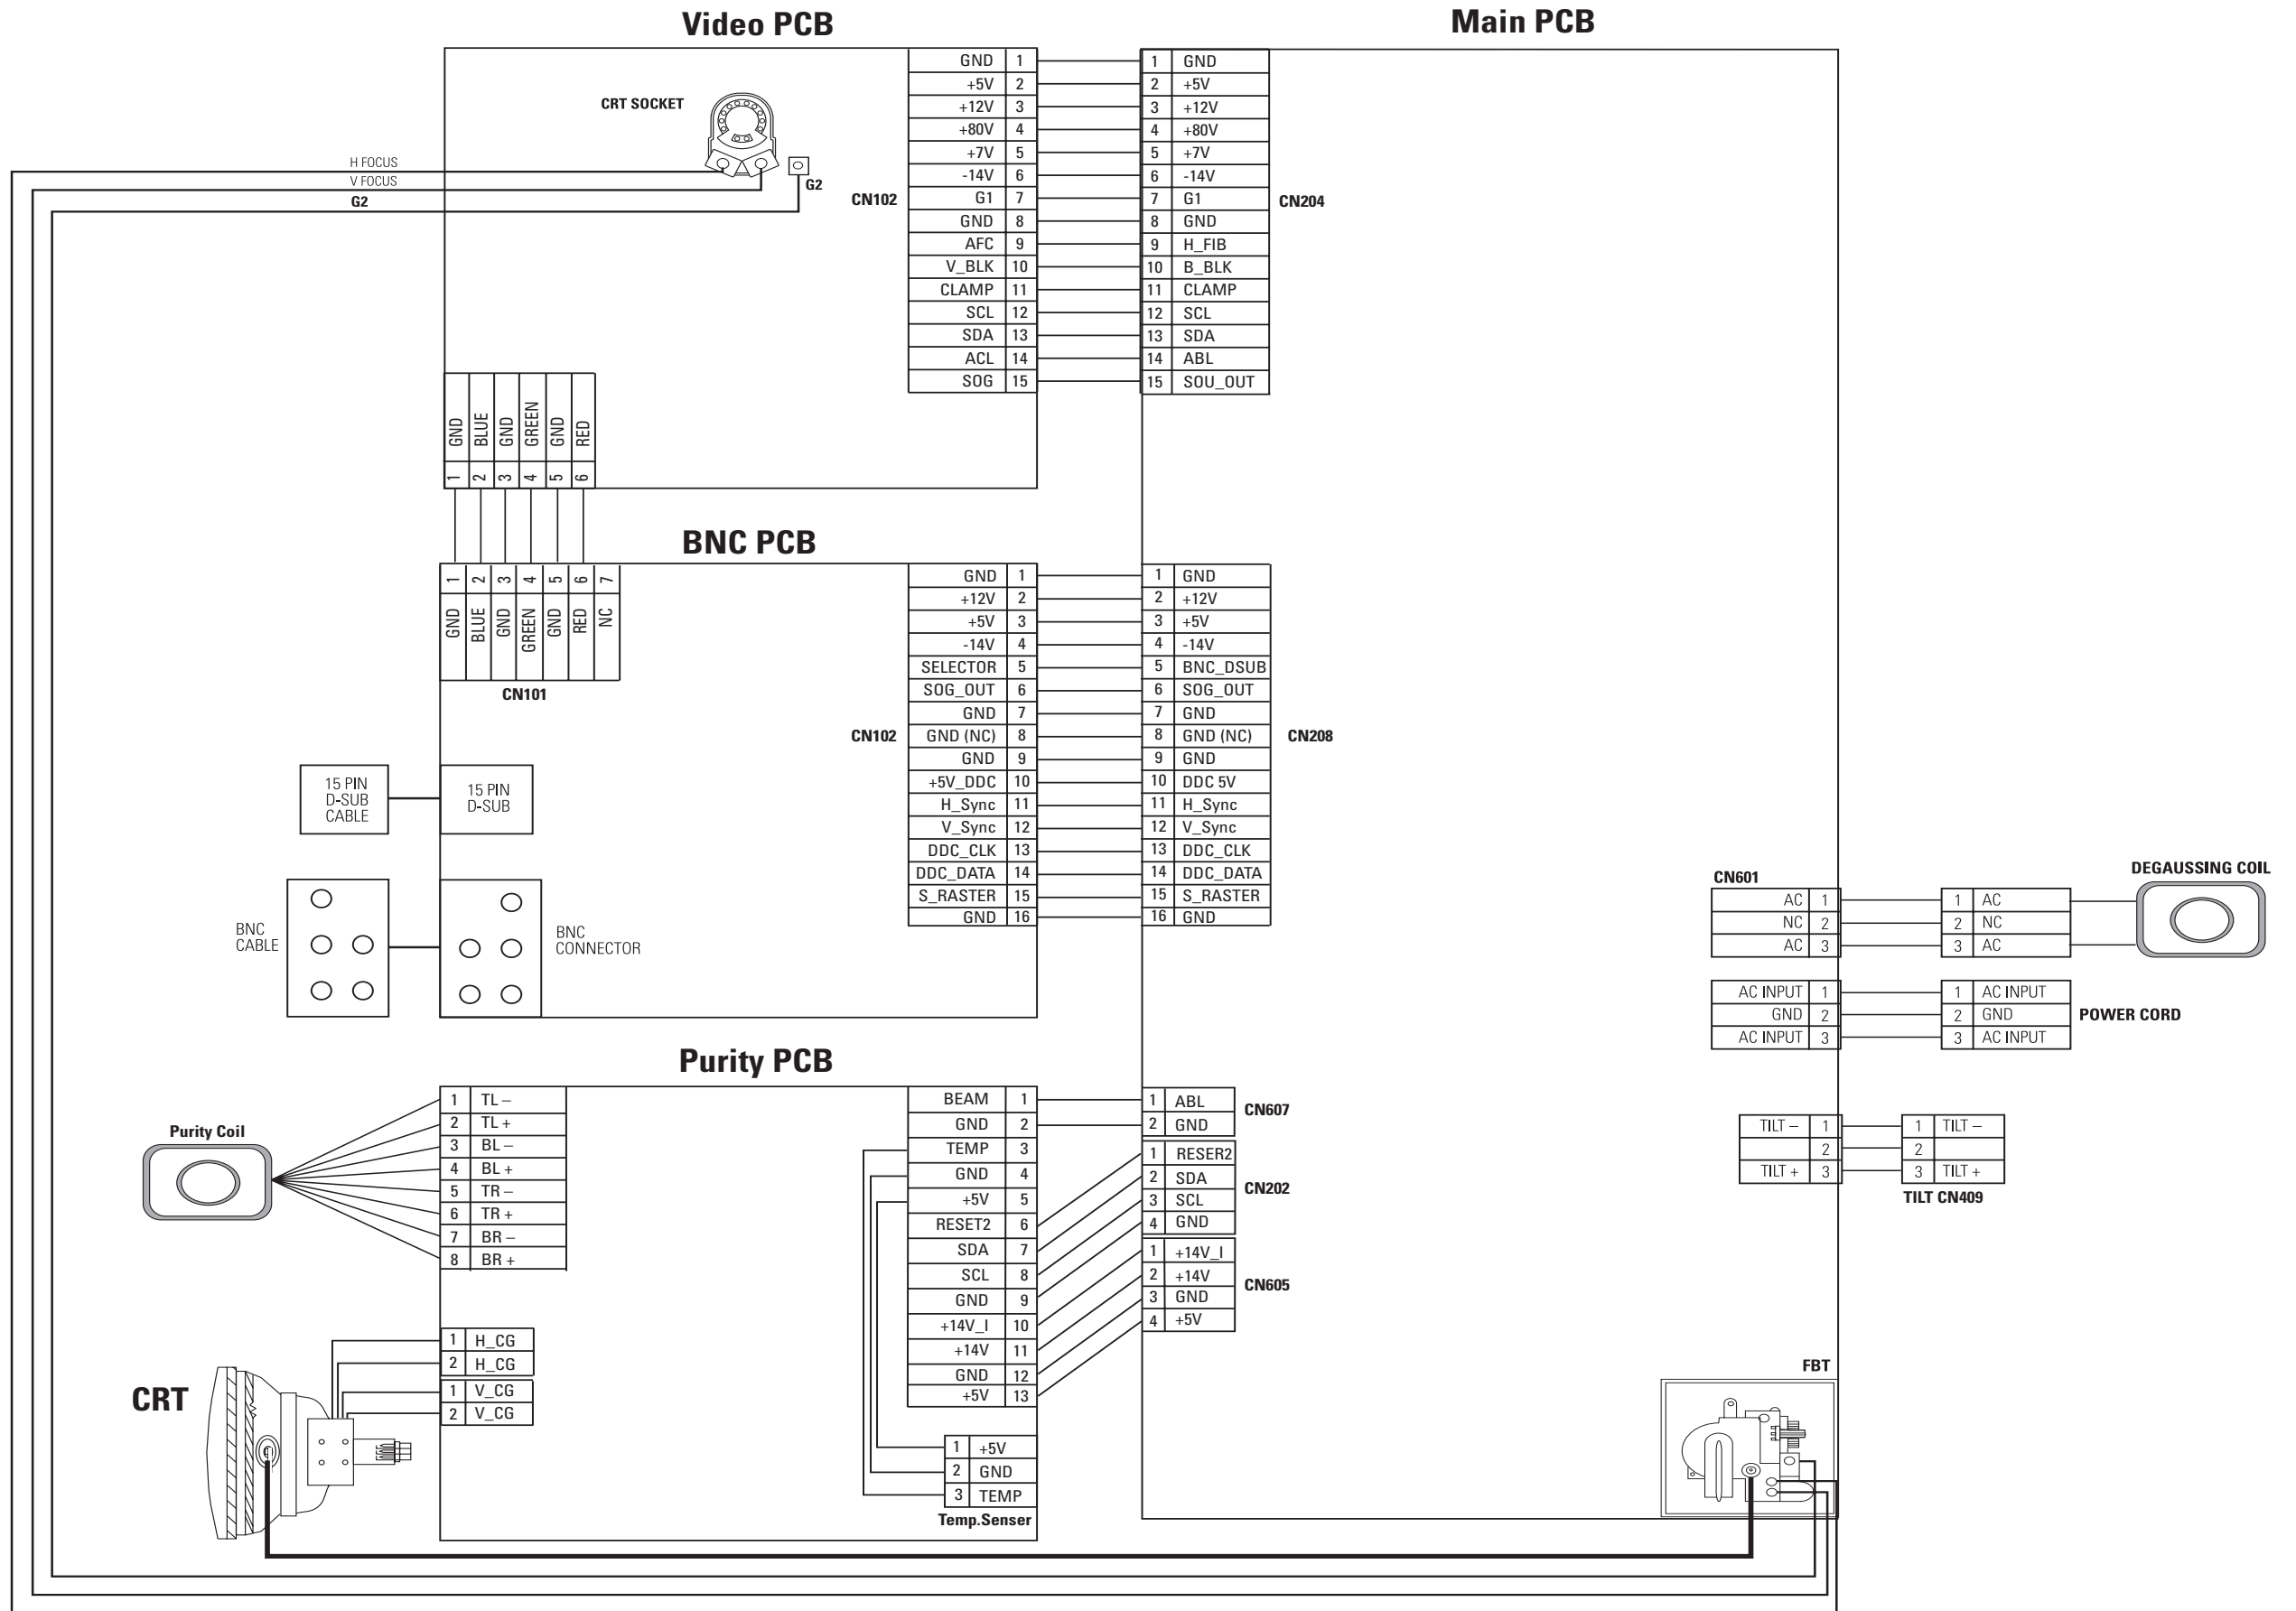 Video PCB
Main PCB
CRT SOCKET
H FOCUS
V FOCUS
G2
G2
GND 1
+5V 2
+12V 3
+80V 4
+7V 5
-14V 6
G1 7
GND 8
AFC 9
V_BLK 10
CLAMP 11
SCL 12
SDA 13
ACL 14
SOG 15
CN102
1 GND
2 +5V
3 +12V
4 +80V
5 +7V
6 -14V
7 G1
8 GND
9 H_FIB
10 B_BLK
11 CLAMP
12 SCL
13 SDA
14 ABL
15 SOU_OUT
CN204
GND BLUE GND GREEN GND RED
1 2 3 4 5 6
BNC PCB
1 2 3 4 5 6 7
GND BLUE GND GREEN GND RED NC
CN101
GND 1
+12V 2
+5V 3
-14V 4
SELECTOR 5
SOG_OUT 6
GND 7
GND (NC) 8
GND 9
+5V_DDC 10
H_Sync 11
V_Sync 12
DDC_CLK 13
DDC_DATA 14
S_RASTER 15
GND 16
CN102
1 GND
2 +12V
3 +5V
4 -14V
5 BNC_DSUB
6 SOG_OUT
7 GND
8 GND (NC)
9 GND
10 DDC 5V
11 H_Sync
12 V_Sync
13 DDC_CLK
14 DDC_DATA
15 S_RASTER
16 GND
CN208
15 PIN
D-SUB
CABLE
15 PIN
D-SUB
BNC
CABLE
BNC
CONNECTOR
CN601
AC 1
NC 2
AC 3
1 AC
2 NC
3 AC
DEGAUSSING COIL
AC INPUT 1
GND 2
AC INPUT 3
1 AC INPUT
2 GND
3 AC INPUT
POWER CORD
Purity PCB
Purity Coil
1 TL –
2 TL +
3 BL –
4 BL +
5 TR –
6 TR +
7 BR –
8 BR +
BEAM 1
GND 2
TEMP 3
GND 4
+5V 5
RESET2 6
SDA 7
SCL 8
GND 9
+14V_I 10
+14V 11
GND 12
+5V 13
1 ABL
2 GND
CN607
1 RESER2
2 SDA
3 SCL
4 GND
CN202
1 +14V_I
2 +14V
3 GND
4 +5V
CN605
TILT – 1
2
TILT + 3
1 TILT –
2
3 TILT +
TILT CN409
CRT
1 H_CG
2 H_CG
1 V_CG
2 V_CG
1 +5V
2 GND
3 TEMP
Temp.Senser
FBT